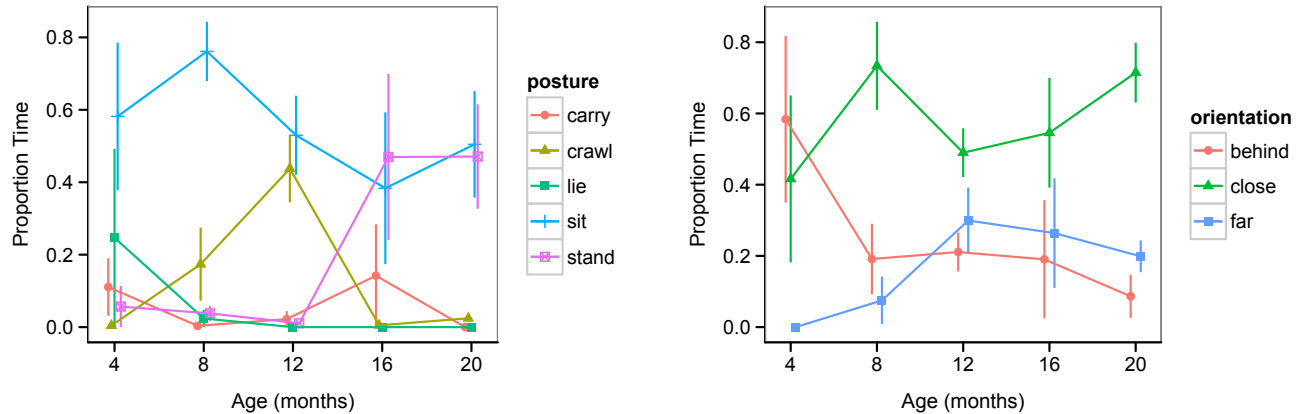 Proportion Time
0.8
0.6
0.4
0.2
0.0
4 8 12 16 20
Age (months)
posture
carry
crawl
lie
sit
stand
Proportion Time
0.8
0.6
0.4
0.2
0.0
4 8 12 16 20
Age (months)
orientation
behind
close
far